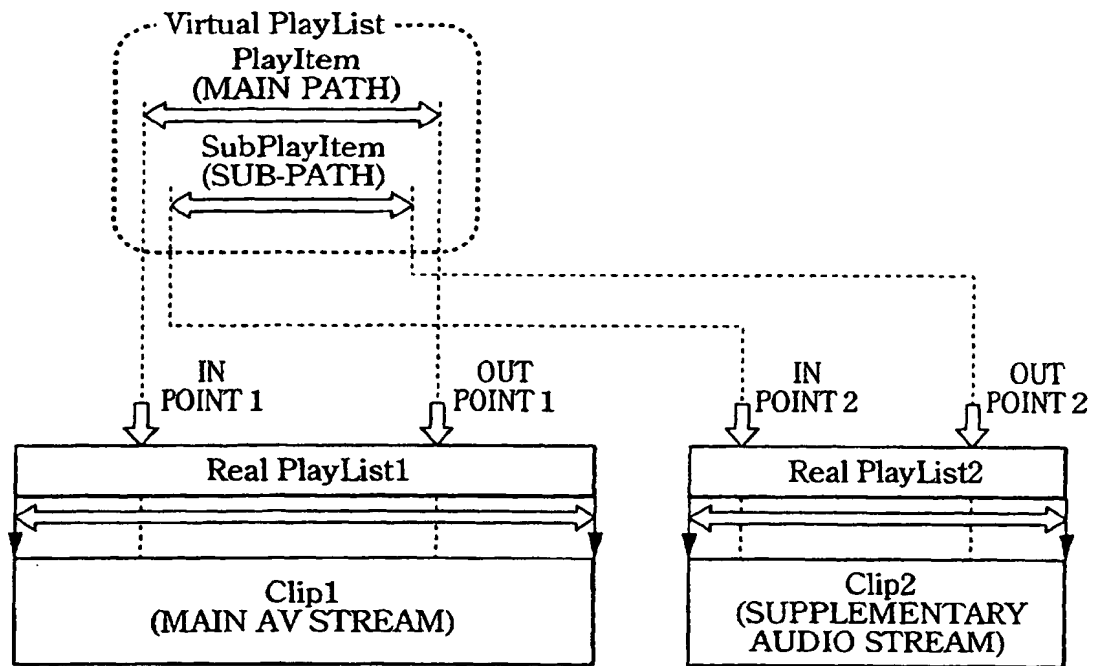 Virtual PlayList
PlayItem
(MAIN PATH)
SubPlayItem
(SUB-PATH)
IN
POINT 1
OUT
POINT 1
IN
POINT 2
OUT
POINT 2
Real PlayList1
Real PlayList2
Clip1
(MAIN AV STREAM)
Clip2
(SUPPLEMENTARY
AUDIO STREAM)